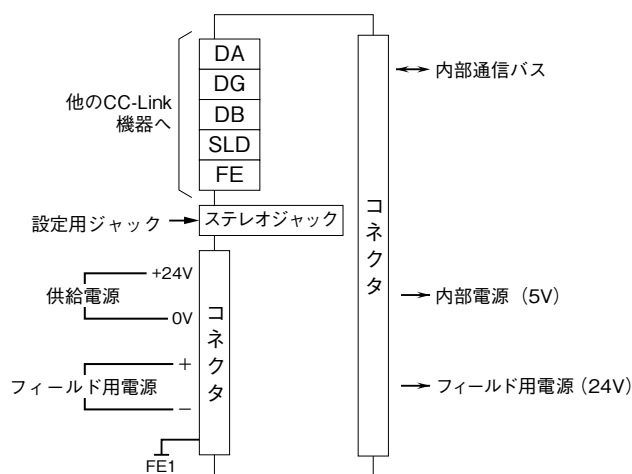 DA
DG
DB
SLD
FE
他のCC-Link
機器へ
設定用ジャック
ステレオジャック
+24V
供給電源
0V
+
フィールド用電源
−
FE1
コネクタ
コネクタ
内部通信バス
内部電源(5V)
フィールド用電源(24V)